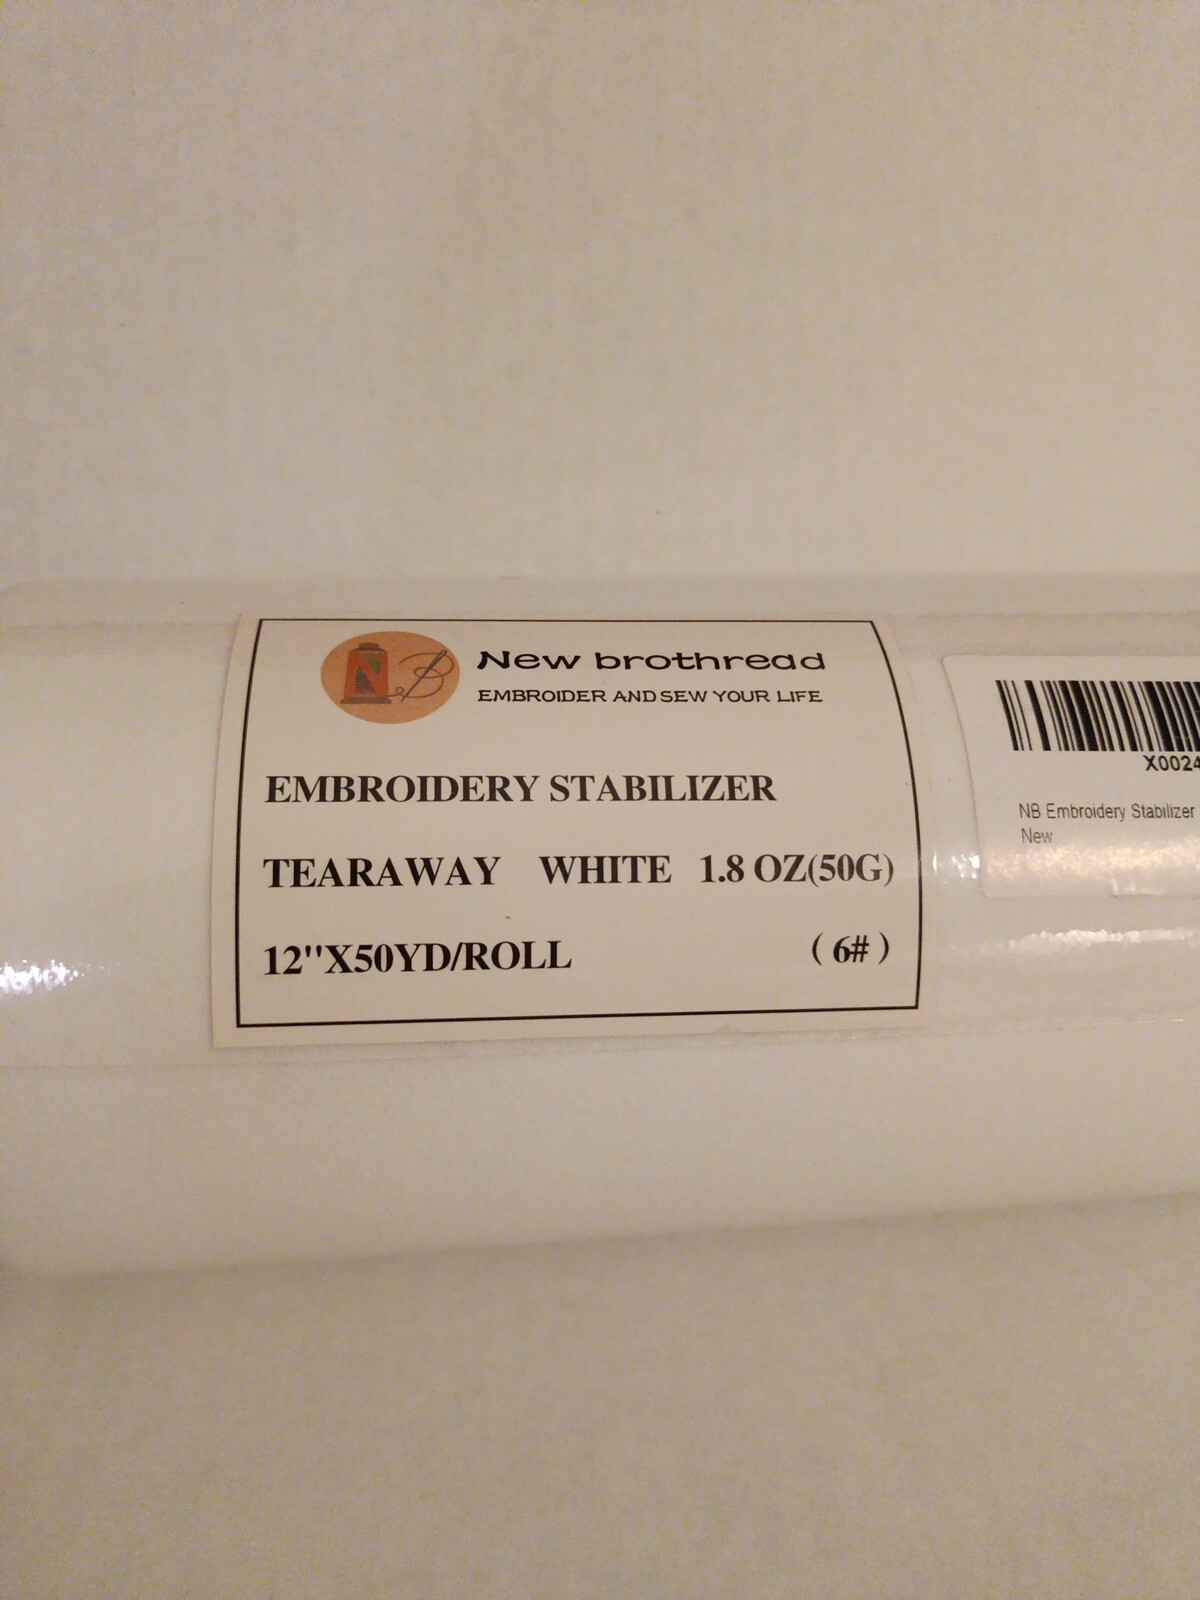 New brothread
EMBROIDER AND SEW YOUR LIFE
EMBROIDERY STABILIZER
TEARAWAY WHITE 1.8 OZ(50G)
12"X50YD/ROLL (6#)
X0024
NB Embroidery Stabilizer
New